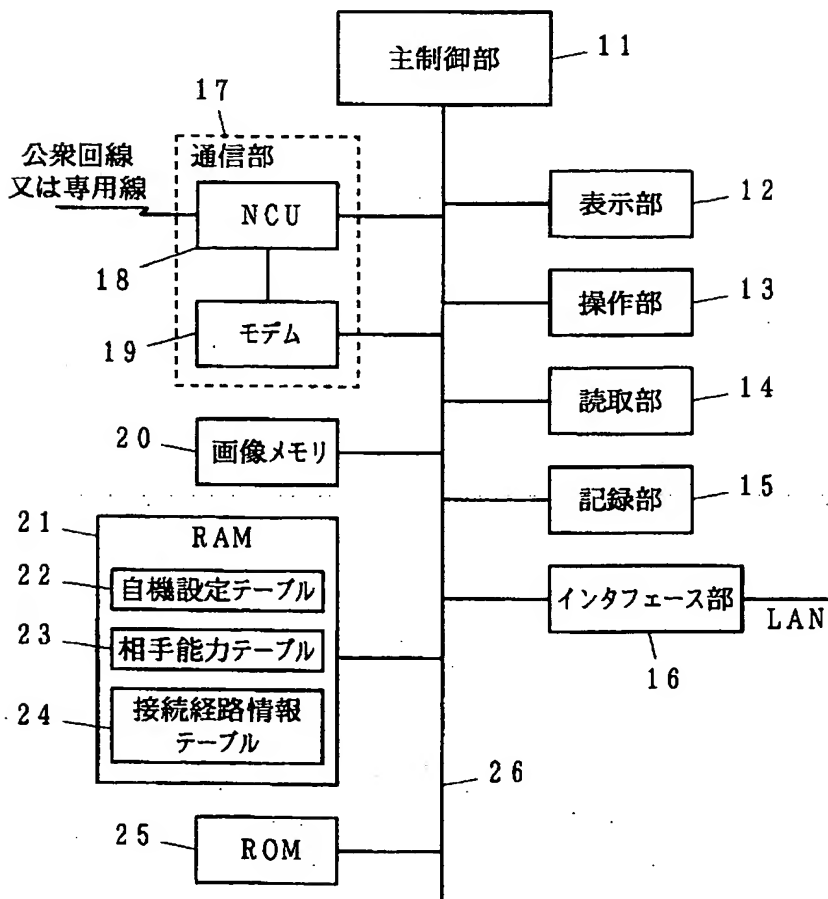 主制御部
11
17
公衆回線
又は専用線
通信部
NCU
18
モデム
19
表示部
12
操作部
13
読取部
14
記録部
15
インタフェース部
LAN
16
20
画像メモリ
21
RAM
22
自機設定テーブル
23
相手能力テーブル
24
接続経路情報
テーブル
26
25
ROM